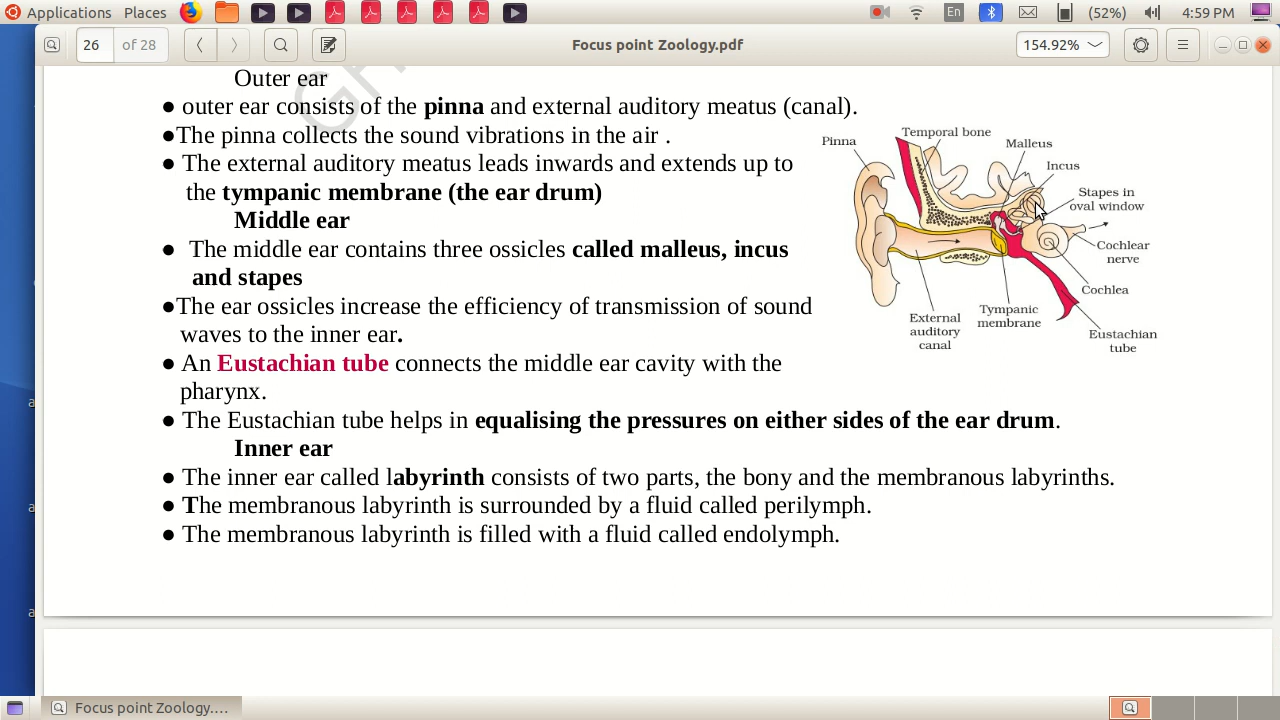 Applications Places En (52%) 4:59 PM
26 of 28 Focus point Zoology.pdf 154.92%
Outer ear
● outer ear consists of the pinna and external auditory meatus (canal).
●The pinna collects the sound vibrations in the air .
● The external auditory meatus leads inwards and extends up to
the tympanic membrane (the ear drum)
Middle ear
● The middle ear contains three ossicles called malleus, incus
and stapes
●The ear ossicles increase the efficiency of transmission of sound
waves to the inner ear.
● An Eustachian tube connects the middle ear cavity with the
pharynx.
● The Eustachian tube helps in equalising the pressures on either sides of the ear drum.
Inner ear
● The inner ear called labyrinth consists of two parts, the bony and the membranous labyrinths.
● The membranous labyrinth is surrounded by a fluid called perilymph.
● The membranous labyrinth is filled with a fluid called endolymph.
Pinna
Temporal bone
Malleus
Incus
Stapes in
oval window
Cochlear
nerve
Cochlea
Eustachian
tube
Tympanic
membrane
External
auditory
canal
Focus point Zoology....